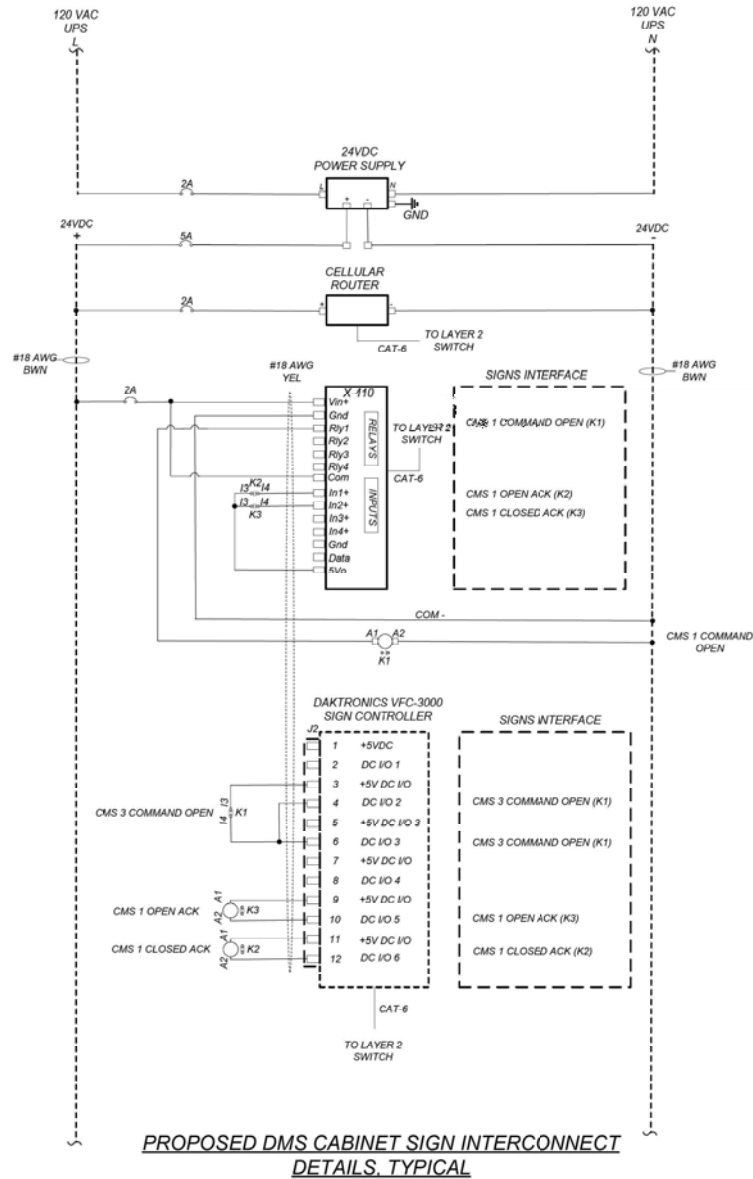 120 VAC
UPS
L
120 VAC
UPS
N
24VDC
POWER SUPPLY
2A
L
N
+
-
GND
24VDC
+
5A
24VDC
-
CELLULAR
ROUTER
2A
+
-
CAT-6
TO LAYER 2
SWITCH
#18 AWG
BWN
#18 AWG
YEL
#18 AWG
BWN
2A
X 410
Vin+
Gnd
Rly1
Rly2
Rly3
Rly4
Com
In1+
In2+
In3+
In4+
Gnd
Data
5Vo
RELAYS
INPUTS
K2
I3
I4
I3
I4
K3
TO LAYER 2
SWITCH
CAT-6
SIGNS INTERFACE
CMS 1 COMMAND OPEN (K1)
CMS 1 OPEN ACK (K2)
CMS 1 CLOSED ACK (K3)
COM -
A1
A2
K1
CMS 1 COMMAND
OPEN
DAKTRONICS VFC-3000
SIGN CONTROLLER
J2
1 +5VDC
2 DC I/O 1
3 +5V DC I/O
4 DC I/O 2
5 +5V DC I/O 3
6 DC I/O 3
7 +5V DC I/O
8 DC I/O 4
9 +5V DC I/O
10 DC I/O 5
11 +5V DC I/O
12 DC I/O 6
CMS 3 COMMAND OPEN
I3
I4
K1
CMS 1 OPEN ACK
A1
A2
K3
CMS 1 CLOSED ACK
A1
A2
K2
SIGNS INTERFACE
CMS 3 COMMAND OPEN (K1)
CMS 3 COMMAND OPEN (K1)
CMS 1 OPEN ACK (K3)
CMS 1 CLOSED ACK (K2)
CAT-6
TO LAYER 2
SWITCH
PROPOSED DMS CABINET SIGN INTERCONNECT
DETAILS, TYPICAL